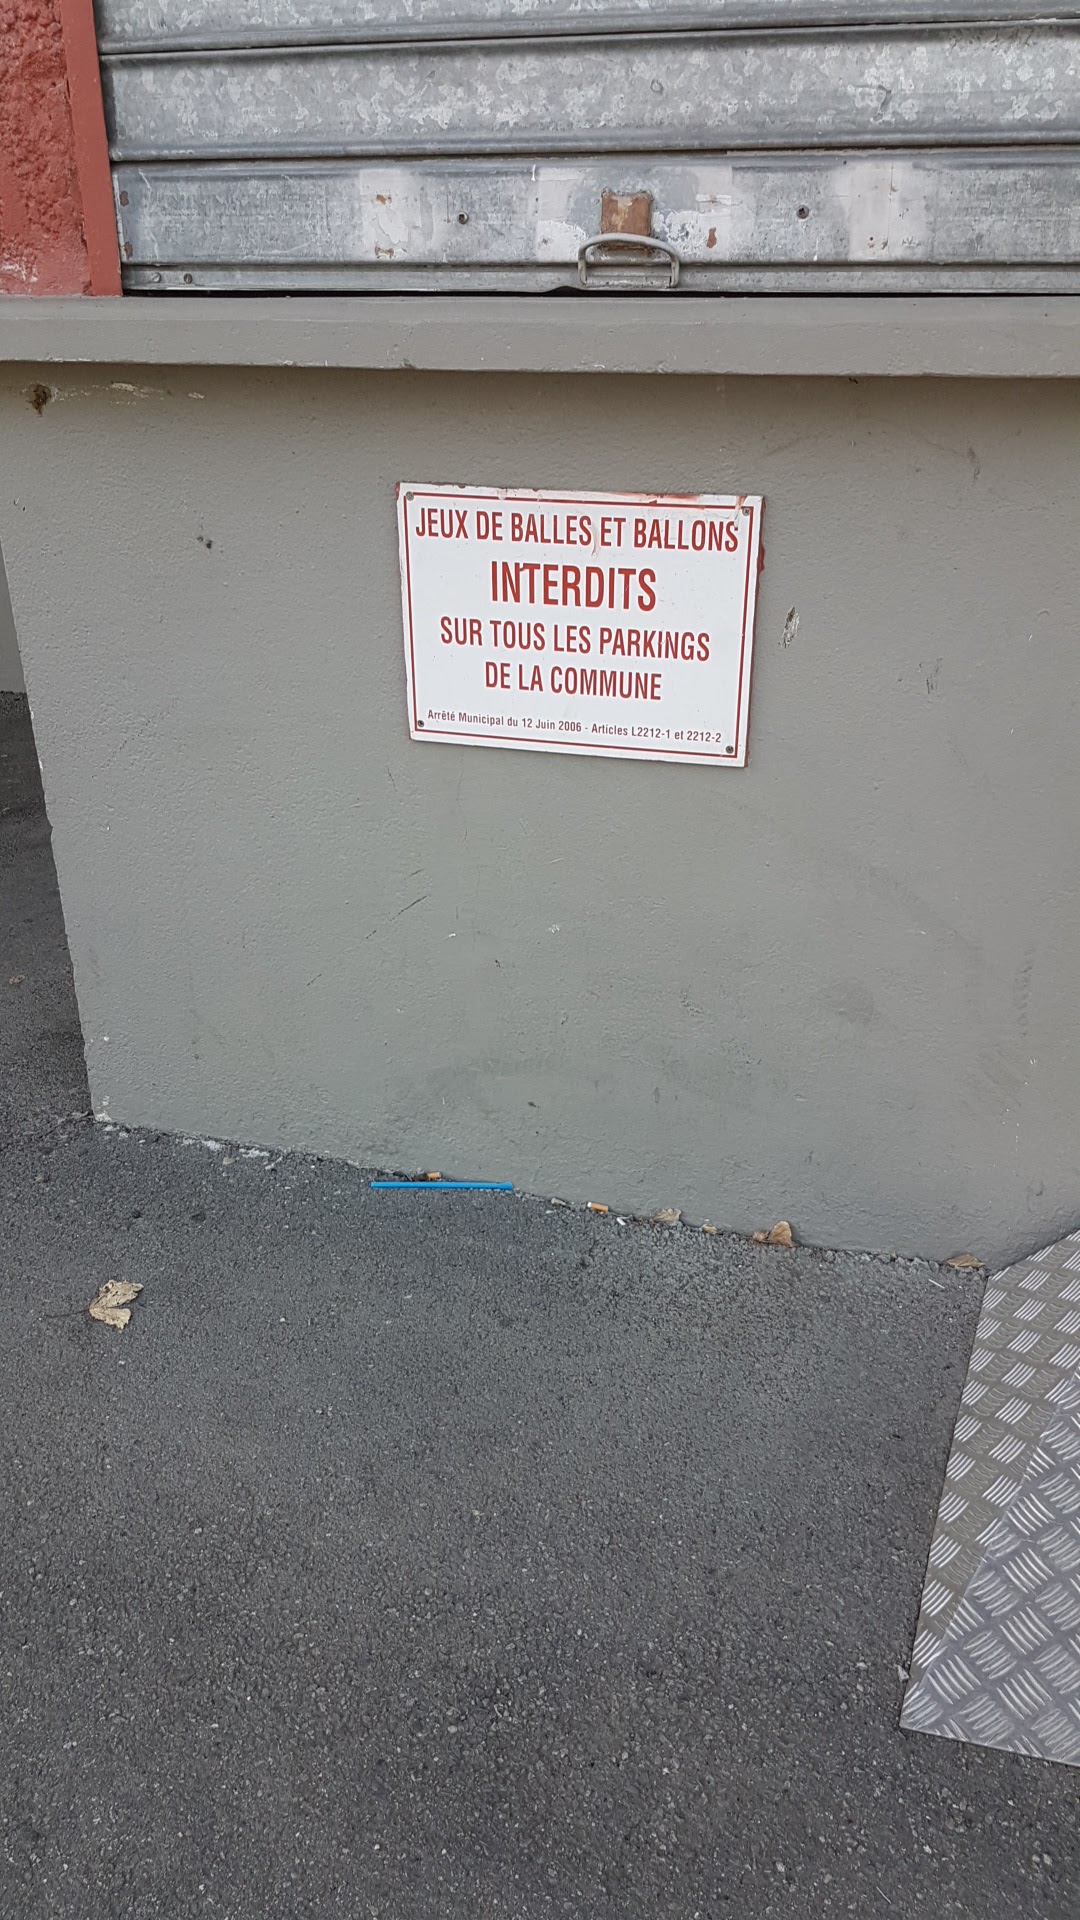 JEUX DE BALLES ET BALLONS
INTERDITS
SUR TOUS LES PARKINGS
DE LA COMMUNE
Arrêté Municipal du 12 Juin 2006 - Articles L2212-1 et 2212-2